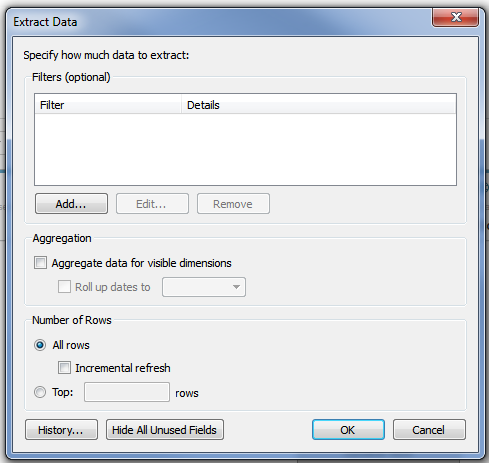 Extract Data
Specify how much data to extract:
Filters (optional)
Filter Details
Add... Edit... Remove
Aggregation
Aggregate data for visible dimensions
Roll up dates to
Number of Rows
All rows
Incremental refresh
Top: rows
History... Hide All Unused Fields OK Cancel